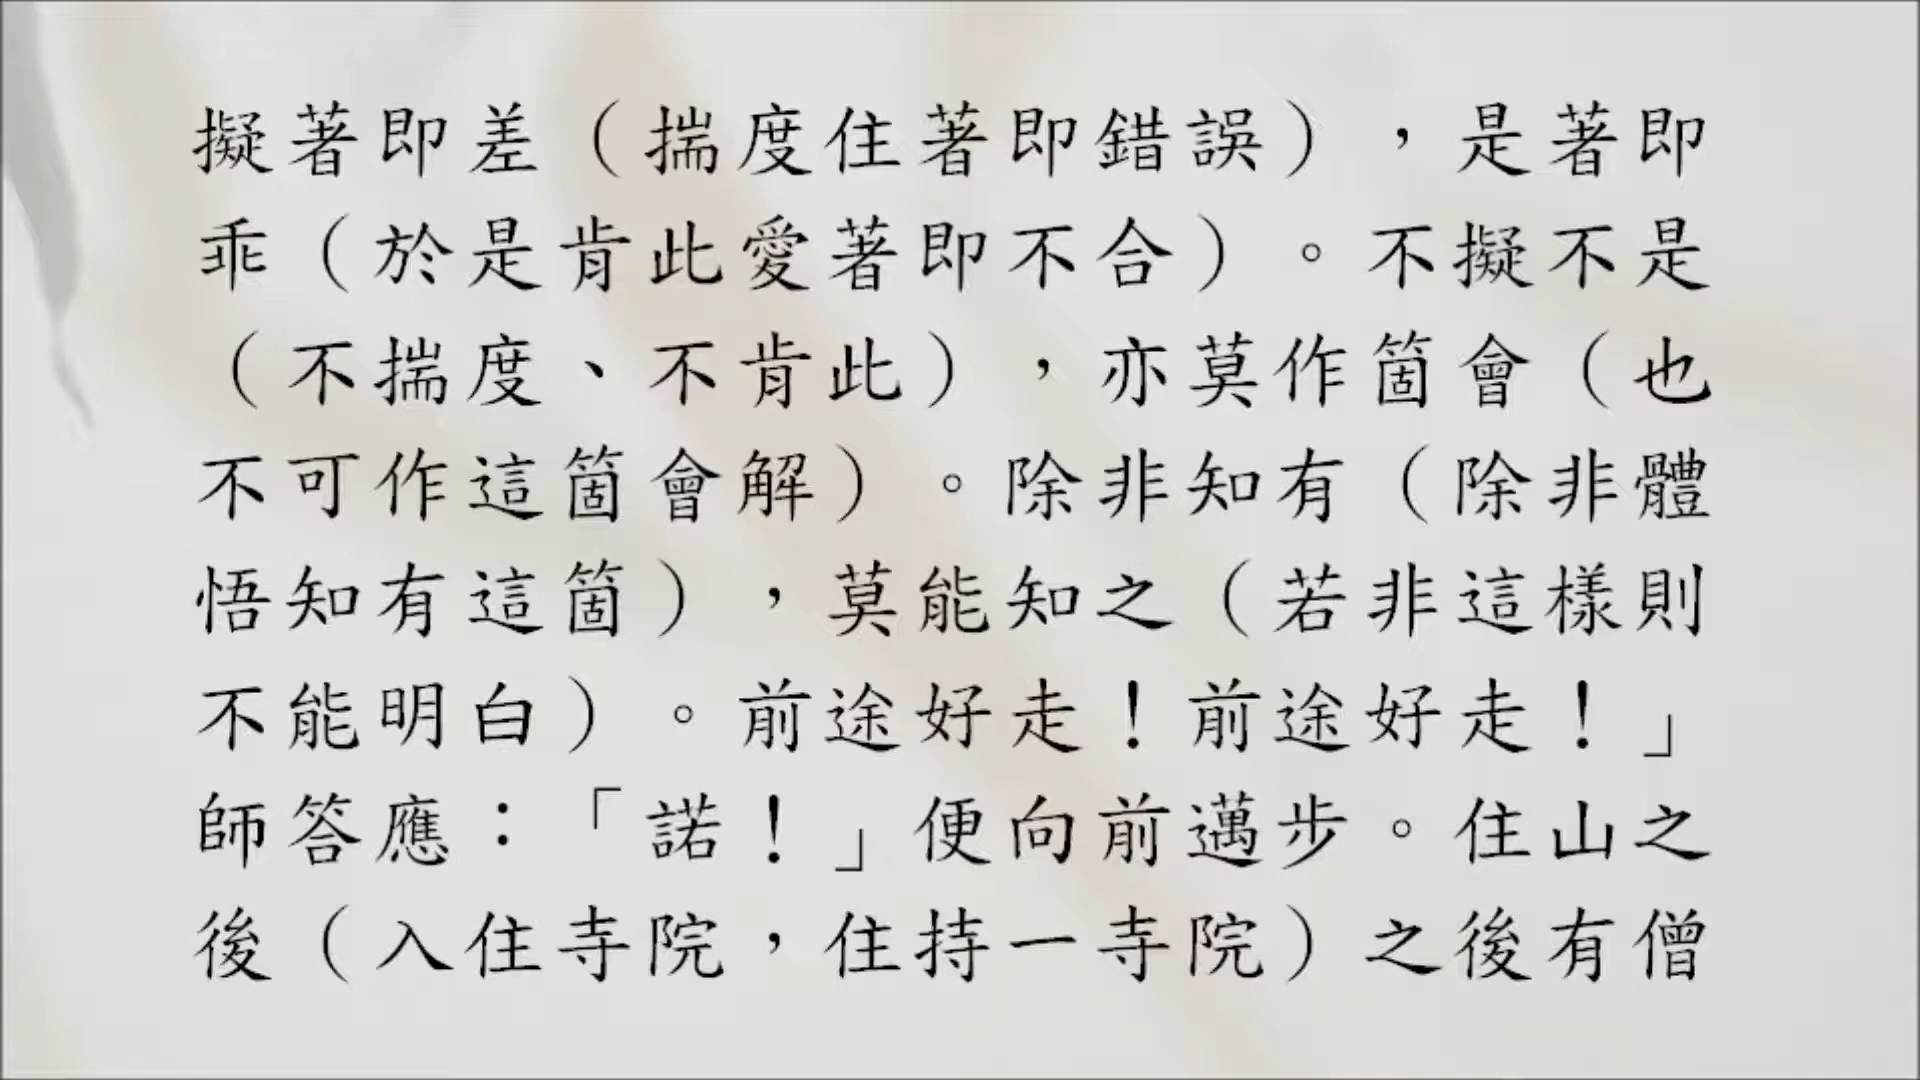 擬著即差（揣度住著即錯誤），是著即
乖（於是肯此愛著即不合）。不擬不是
（不揣度、不肯此），亦莫作箇會（也
不可作這箇會解）。除非知有（除非體
悟知有這箇），莫能知之（若非這樣則
不能明白）。前途好走！前途好走！」
師答應：「諾！」便向前邁步。住山之
後（入住寺院，住持一寺院）之後有僧